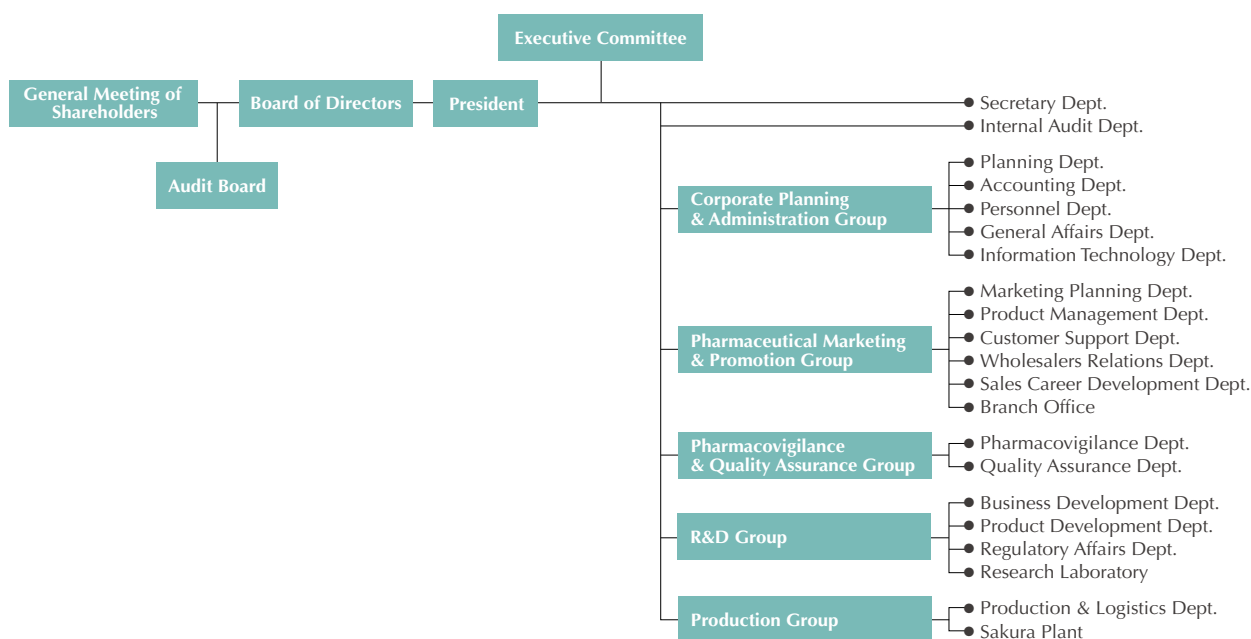 Executive Committee
General Meeting of
Shareholders
Board of Directors
President
Audit Board
Secretary Dept.
Internal Audit Dept.
Corporate Planning
& Administration Group
Planning Dept.
Accounting Dept.
Personnel Dept.
General Affairs Dept.
Information Technology Dept.
Pharmaceutical Marketing
& Promotion Group
Marketing Planning Dept.
Product Management Dept.
Customer Support Dept.
Wholesalers Relations Dept.
Sales Career Development Dept.
Branch Office
Pharmacovigilance
& Quality Assurance Group
Pharmacovigilance Dept.
Quality Assurance Dept.
R&D Group
Business Development Dept.
Product Development Dept.
Regulatory Affairs Dept.
Research Laboratory
Production Group
Production & Logistics Dept.
Sakura Plant